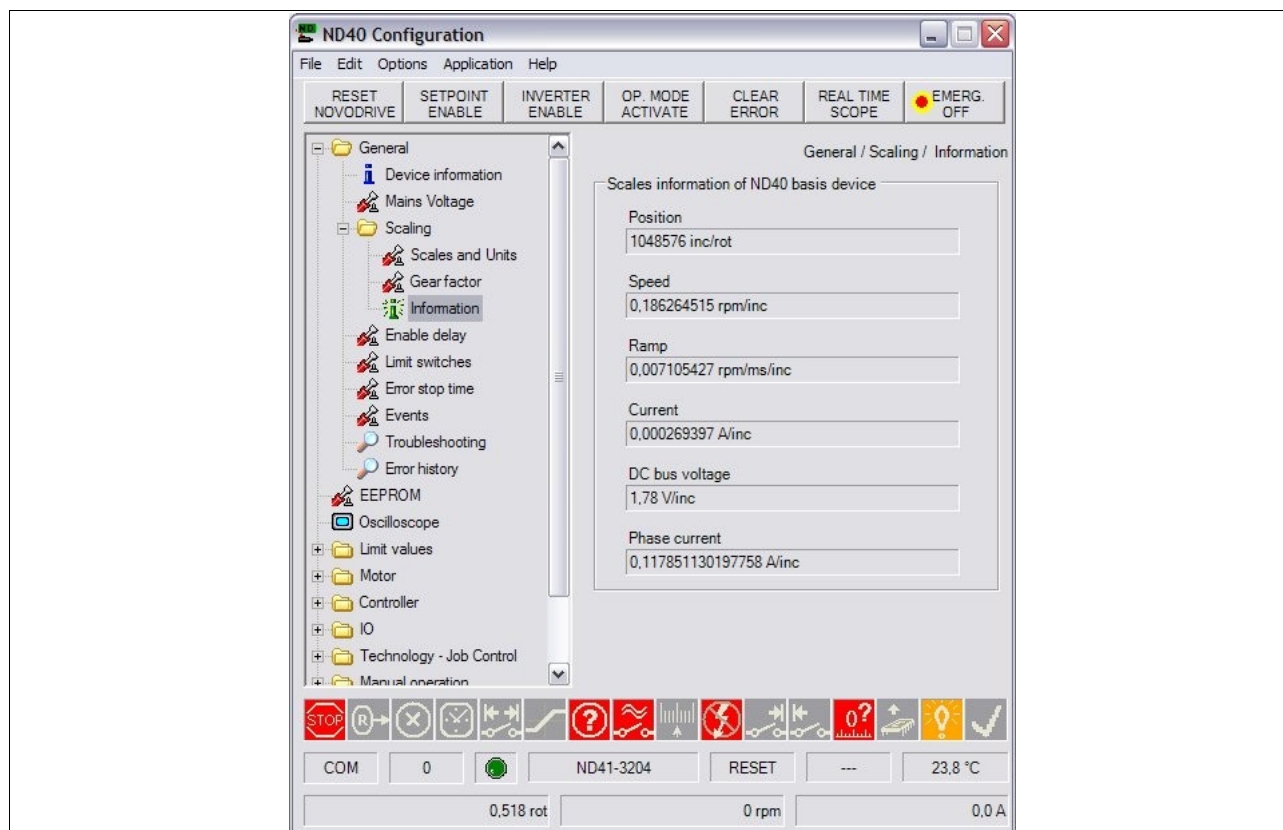 ND40 Configuration
File Edit Options Application Help
RESET NOVODRIVE
SETPOINT ENABLE
INVERTER ENABLE
OP. MODE ACTIVATE
CLEAR ERROR
REAL TIME SCOPE
EMERG. OFF
General
Device information
Mains Voltage
Scaling
Scales and Units
Gear factor
Information
Enable delay
Limit switches
Error stop time
Events
Troubleshooting
Error history
EEPROM
Oscilloscope
Limit values
Motor
Controller
IO
Technology - Job Control
Manual operation
General / Scaling / Information
Scales information of ND40 basis device
Position
1048576 inc/rot
Speed
0,186264515 rpm/inc
Ramp
0,007105427 rpm/ms/inc
Current
0,000269397 A/inc
DC bus voltage
1,78 V/inc
Phase current
0,117851130197758 A/inc
STOP R ? 0?
COM 0 ND41-3204 RESET --- 23,8 °C
0,518 rot 0 rpm 0,0 A